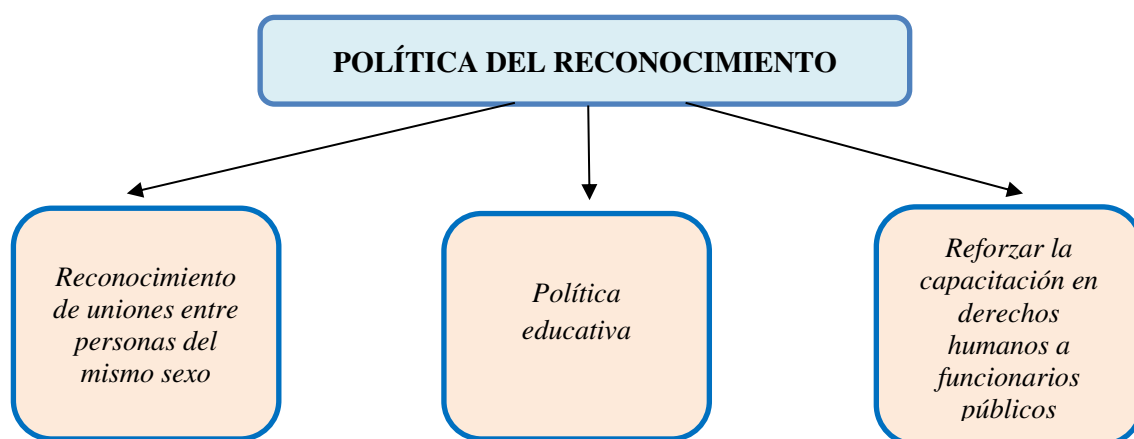 POLÍTICA DEL RECONOCIMIENTO
Reconocimiento
de uniones entre
personas del
mismo sexo
Política
educativa
Reforzar la
capacitación en
derechos
humanos a
funcionarios
públicos